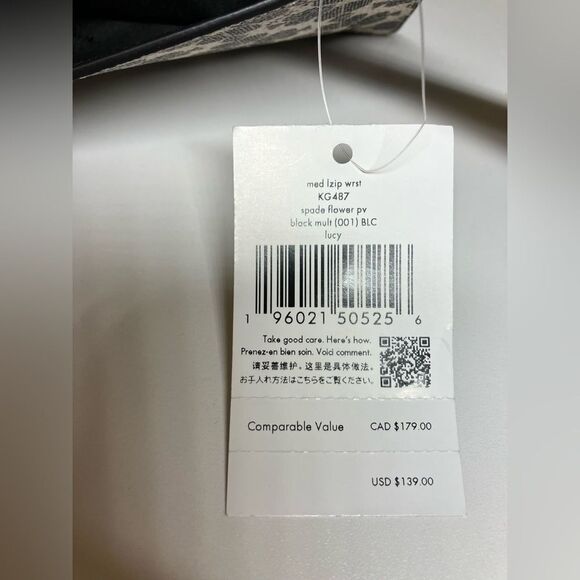 med lzip wrst
KG487
spade flower pv
black mult (001) BLC
lucy
1 96021 50525 6
Take good care. Here's how.
Prenez-en bien soin. Voici comment.
请妥善维护。这里是具体做法。
お手入れ方法はこちらをご覧ください。
Comparable Value CAD $179.00
USD $139.00